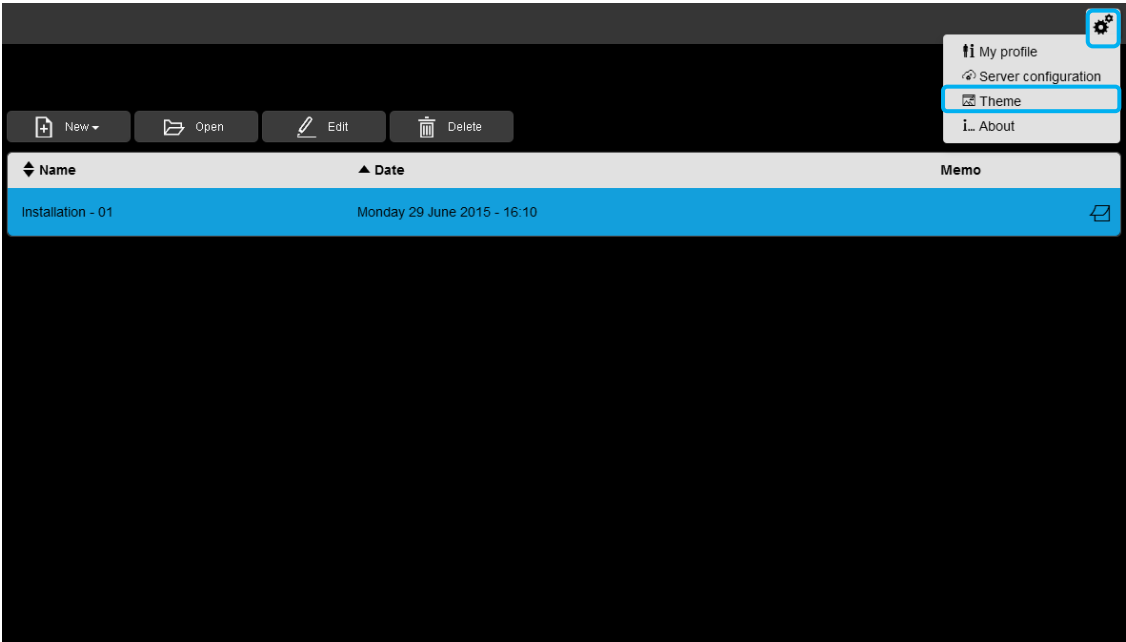 My profile
Server configuration
Theme
i... About
New Open Edit Delete
Name Date Memo
Installation - 01 Monday 29 June 2015 - 16:10